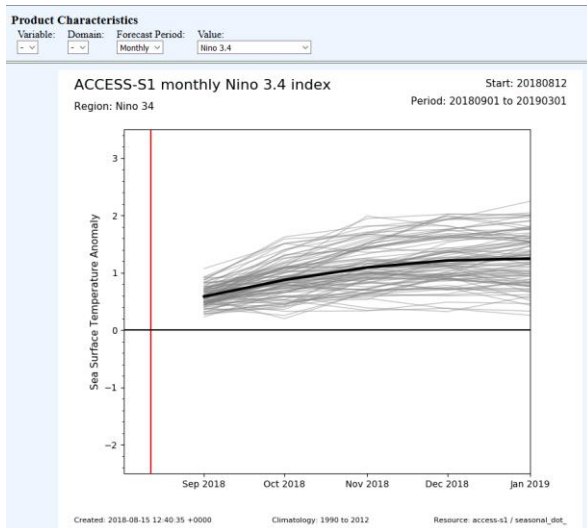 Product Characteristics
Variable: Domain: Forecast Period: Value:
- - Monthly Nino 3.4
ACCESS-S1 monthly Nino 3.4 index
Start: 20180812
Region: Nino 34
Period: 20180901 to 20190301
3
2
1
0
−1
−2
Sea Surface Temperature Anomaly
Sep 2018 Oct 2018 Nov 2018 Dec 2018 Jan 2019
Created: 2018-08-15 12:40:35 +0000 Climatology: 1990 to 2012 Resource: access-s1 / seasonal_dot_